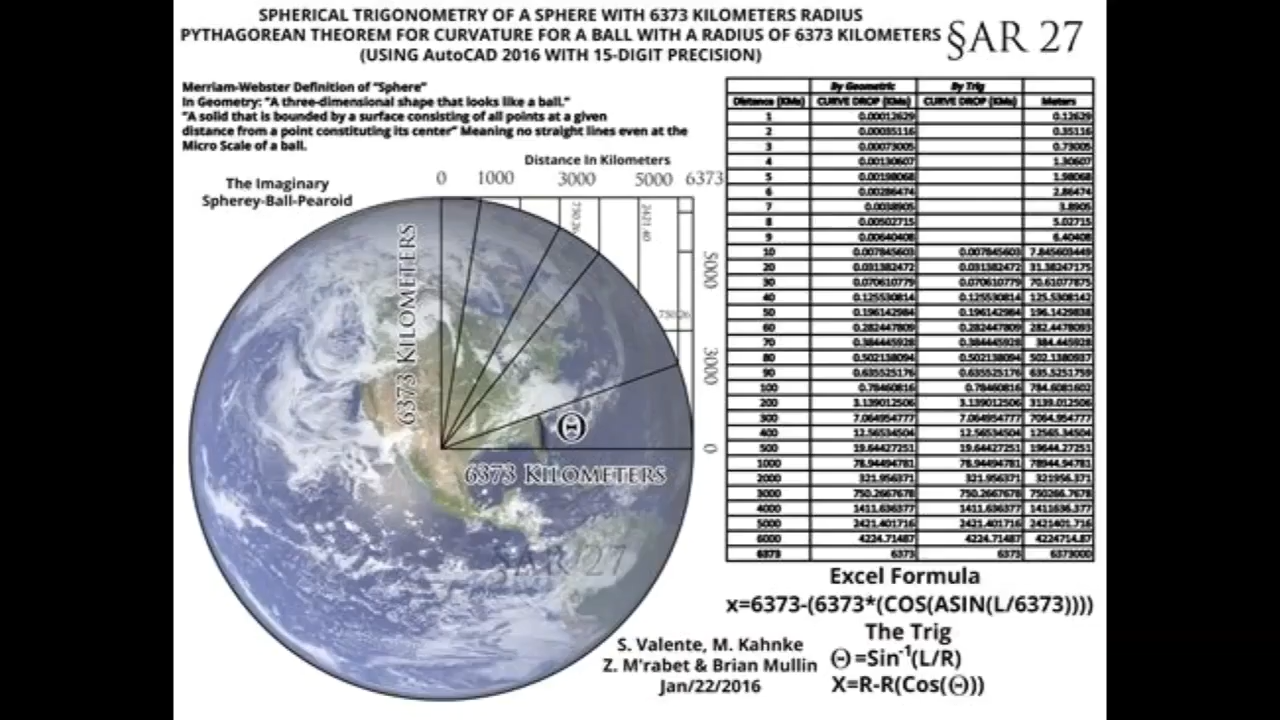 SPHERICAL TRIGONOMETRY OF A SPHERE WITH 6373 KILOMETERS RADIUS
PYTHAGOREAN THEOREM FOR CURVATURE FOR A BALL WITH A RADIUS OF 6373 KILOMETERS
(USING AutoCAD 2016 WITH 15-DIGIT PRECISION)
§AR 27
Merriam-Webster Definition of "Sphere"
In Geometry: "A three-dimensional shape that looks like a ball."
"A solid that is bounded by a surface consisting of all points at a given
distance from a point constituting its center" Meaning no straight lines even at the
Micro Scale of a ball.
Distance In Kilometers
0 1000 3000 5000 6373
The Imaginary
Spherey-Ball-Pearoid
6373 KILOMETERS
2421.40
5000
3000
0
Θ
6373 KILOMETERS
§AR 27
By Geometric By Trig
Distance (KMs) CURVE DROP (KMs) CURVE DROP (KMs) Meters
1 0.00012629 0.12629
2 0.00035116 0.35116
3 0.00073005 0.73005
4 0.00130607 1.30607
5 0.00198068 1.98068
6 0.00286474 2.86474
7 0.0038905 3.8905
8 0.00502715 5.02715
9 0.00640408 6.40408
10 0.007845603 0.007845603 7.845603449
20 0.031382472 0.031382472 31.38247175
30 0.070610779 0.070610779 70.61077875
40 0.125530814 0.125530814 125.5308142
50 0.196142984 0.196142984 196.1429838
60 0.282447809 0.282447809 282.4478093
70 0.384445928 0.384445928 384.445928
80 0.502138094 0.502138094 502.1380937
90 0.635525176 0.635525176 635.5251759
100 0.78460816 0.78460816 784.6081602
200 3.139012506 3.139012506 3139.012506
300 7.064954777 7.064954777 7064.954777
400 12.56534504 12.56534504 12565.34504
500 19.64427251 19.64427251 19644.27251
1000 78.94494781 78.94494781 78944.94781
2000 321.956371 321.956371 321956.371
3000 750.2667678 750.2667678 750266.7678
4000 1411.636377 1411.636377 1411636.377
5000 2421.401716 2421.401716 2421401.716
6000 4224.71487 4224.71487 4224714.87
6373 6373 6373 6373000
Excel Formula
x=6373-(6373*(COS(ASIN(L/6373))))
The Trig
Θ=Sin⁻¹(L/R)
X=R-R(Cos(Θ))
S. Valente, M. Kahnke
Z. M'rabet & Brian Mullin
Jan/22/2016